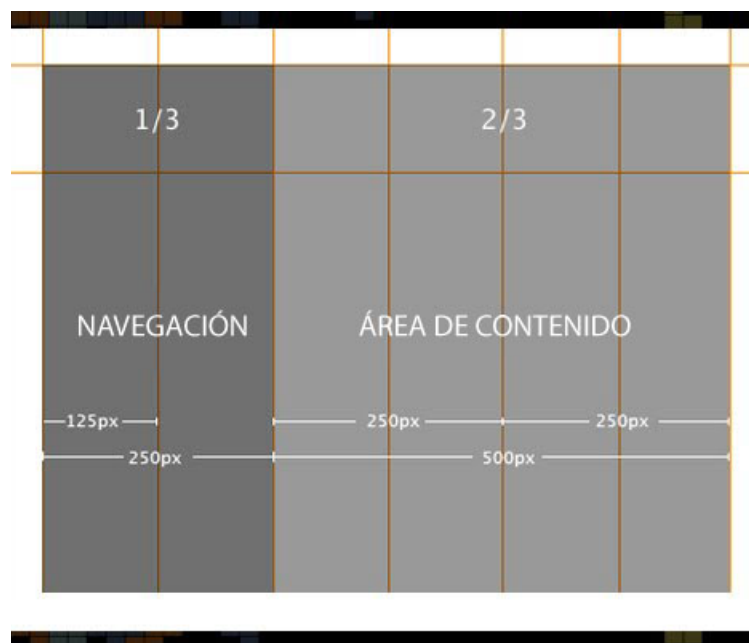 1/3 2/3
NAVEGACIÓN ÁREA DE CONTENIDO
125px 250px 250px
250px 500px